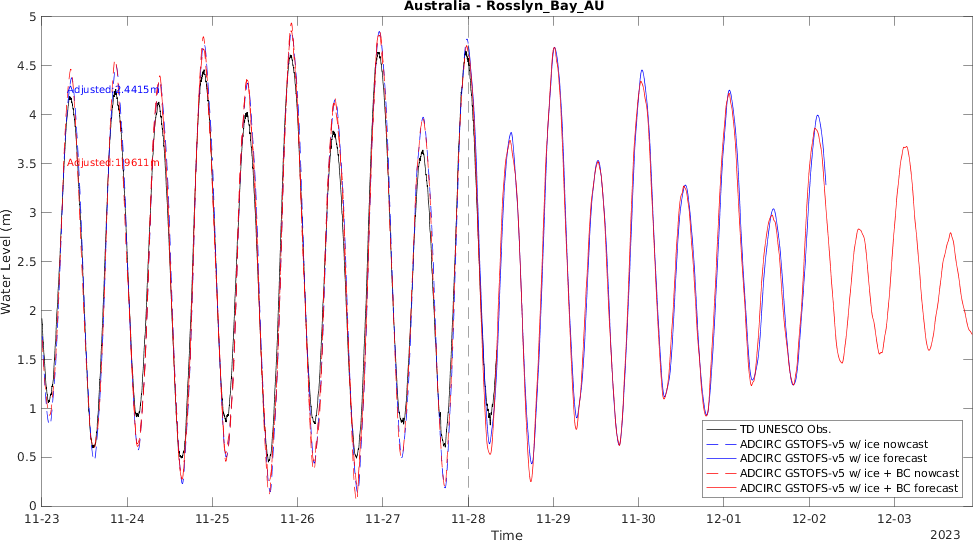 Australia - Rosslyn_Bay_AU
5
4.5
4
3.5
3
2.5
2
1.5
1
0.5
0
Water Level (m)
Adjusted:1.9611m
TD UNESCO Obs.
ADCIRC GSTOFS-v5 w/ ice nowcast
ADCIRC GSTOFS-v5 w/ ice forecast
ADCIRC GSTOFS-v5 w/ ice + BC nowcast
ADCIRC GSTOFS-v5 w/ ice + BC forecast
11-23
11-24
11-25
11-26
11-27
11-28
11-29
11-30
12-01
12-02
12-03
Time
2023